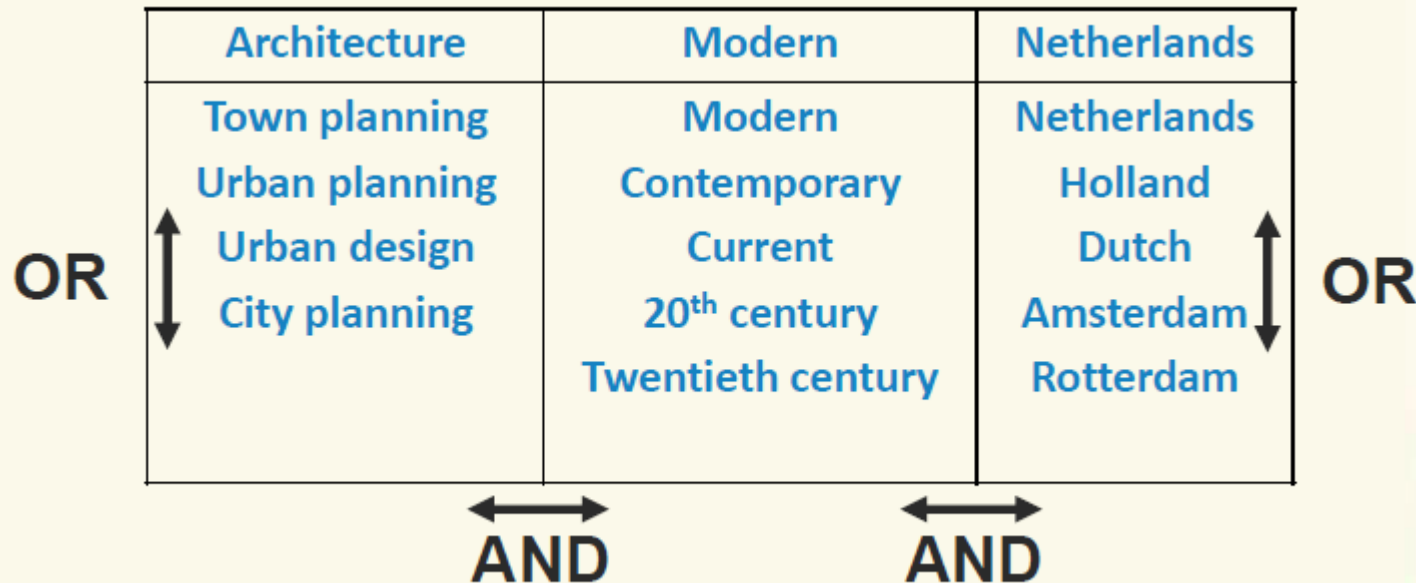 Architecture Modern Netherlands
Town planning Modern Netherlands
Urban planning Contemporary Holland
OR Urban design Current Dutch OR
City planning 20th century Amsterdam
Twentieth century Rotterdam
AND AND